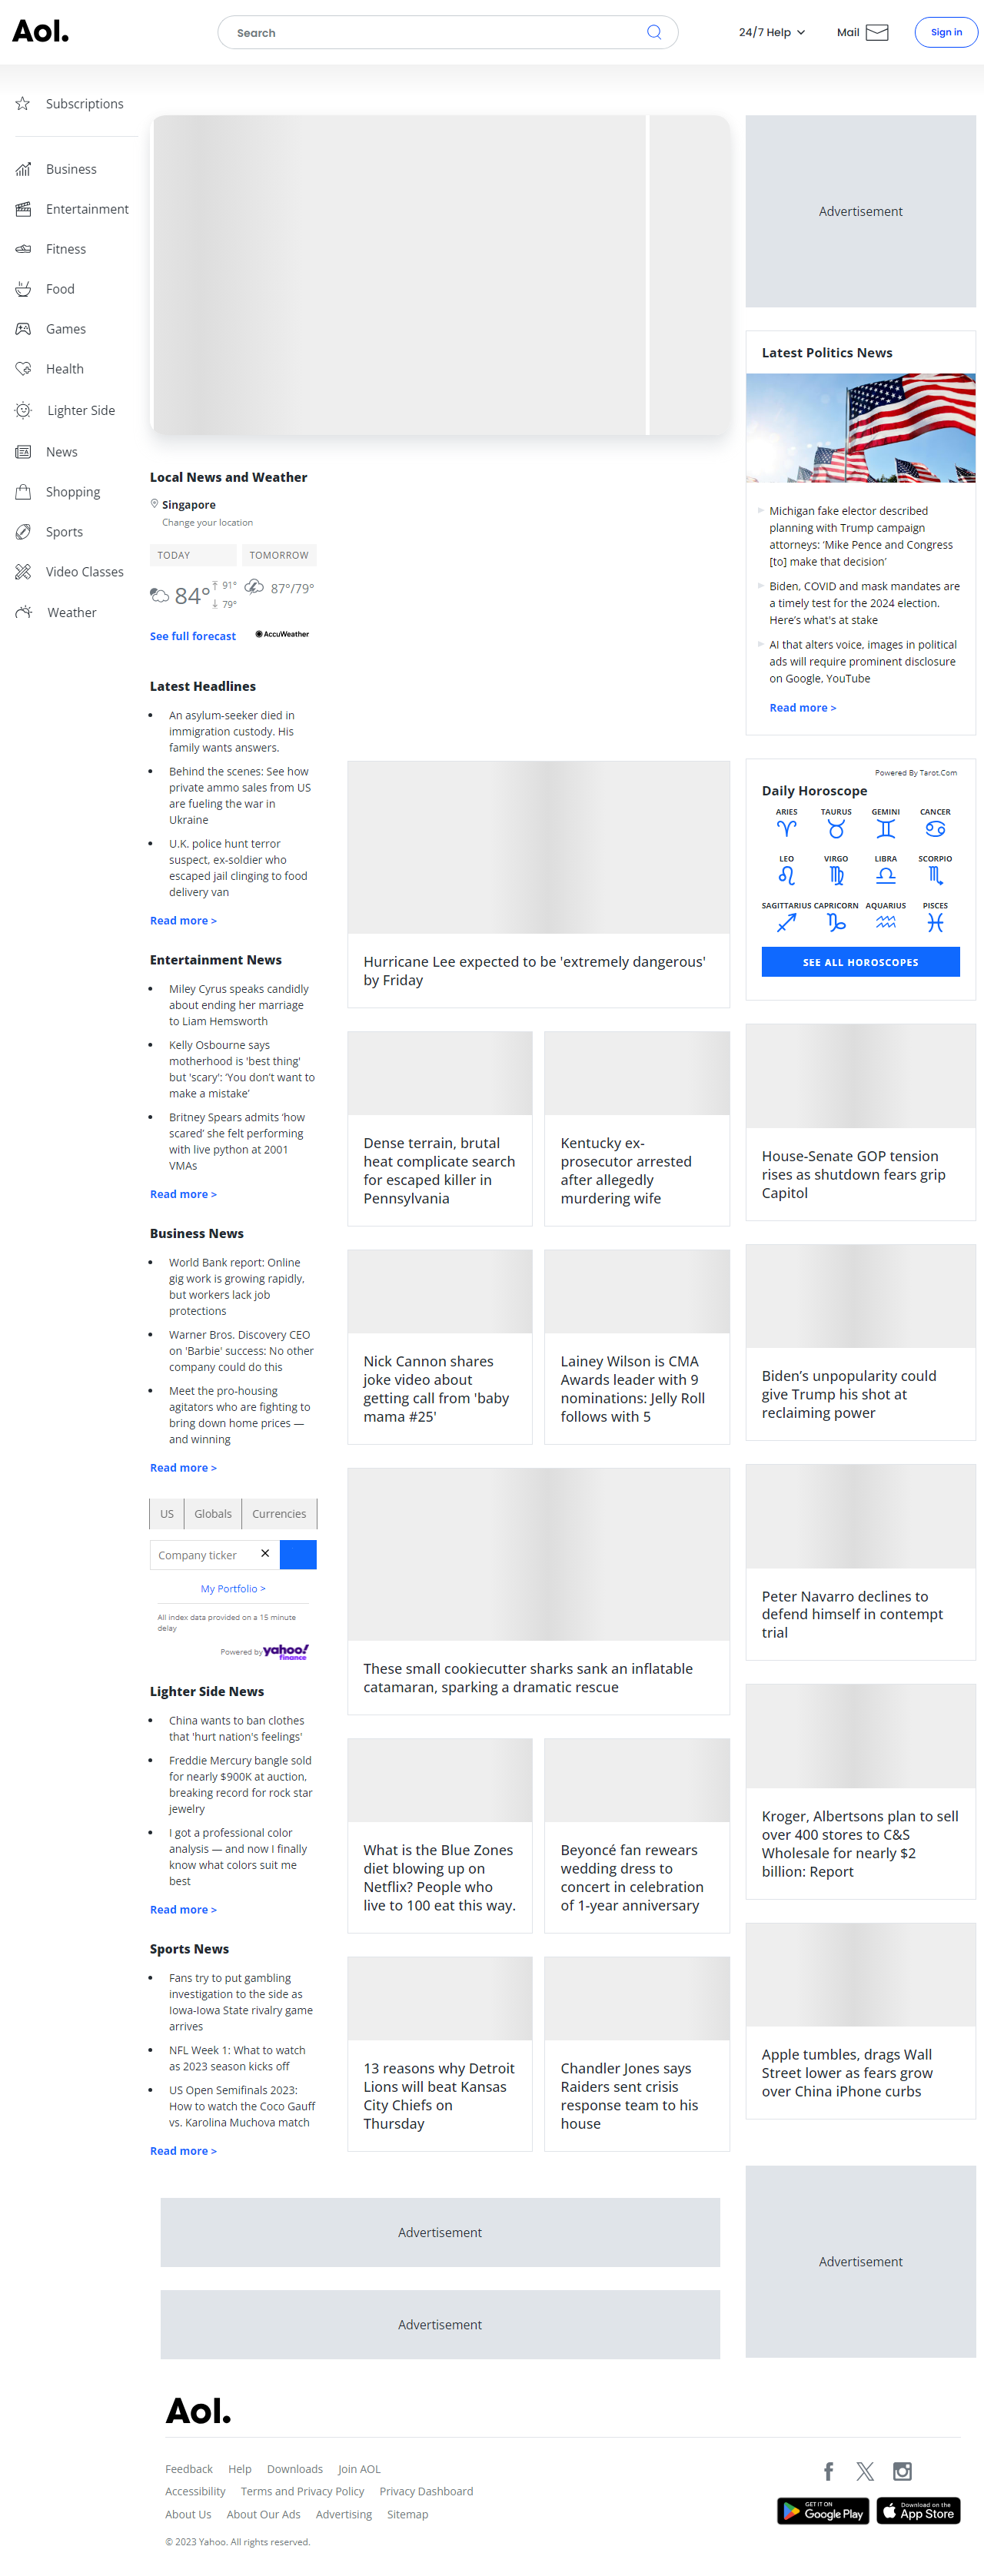 Aol.
Search
24/7 Help
Mail
Sign in
Subscriptions
Business
Entertainment
Fitness
Food
Games
Health
Lighter Side
News
Shopping
Sports
Video Classes
Weather
Local News and Weather
Singapore
Change your location
TODAY
TOMORROW
84°
91°
79°
87°/79°
See full forecast
AccuWeather
Latest Headlines
An asylum-seeker died in
immigration custody. His
family wants answers.
Behind the scenes: See how
private ammo sales from US
are fueling the war in
Ukraine
U.K. police hunt terror
suspect, ex-soldier who
escaped jail clinging to food
delivery van
Read more >
Entertainment News
Miley Cyrus speaks candidly
about ending her marriage
to Liam Hemsworth
Kelly Osbourne says
motherhood is 'best thing'
but 'scary': ‘You don’t want to
make a mistake’
Britney Spears admits ‘how
scared’ she felt performing
with live python at 2001
VMAs
Read more >
Business News
World Bank report: Online
gig work is growing rapidly,
but workers lack job
protections
Warner Bros. Discovery CEO
on 'Barbie' success: No other
company could do this
Meet the pro-housing
agitators who are fighting to
bring down home prices —
and winning
Read more >
US
Globals
Currencies
Company ticker
My Portfolio >
All index data provided on a 15 minute
delay
Powered by yahoo! finance
Lighter Side News
China wants to ban clothes
that 'hurt nation's feelings'
Freddie Mercury bangle sold
for nearly $900K at auction,
breaking record for rock star
jewelry
I got a professional color
analysis — and now I finally
know what colors suit me
best
Read more >
Sports News
Fans try to put gambling
investigation to the side as
Iowa-Iowa State rivalry game
arrives
NFL Week 1: What to watch
as 2023 season kicks off
US Open Semifinals 2023:
How to watch the Coco Gauff
vs. Karolina Muchova match
Read more >
Hurricane Lee expected to be 'extremely dangerous'
by Friday
Dense terrain, brutal
heat complicate search
for escaped killer in
Pennsylvania
Kentucky ex-
prosecutor arrested
after allegedly
murdering wife
Nick Cannon shares
joke video about
getting call from 'baby
mama #25'
Lainey Wilson is CMA
Awards leader with 9
nominations: Jelly Roll
follows with 5
These small cookiecutter sharks sank an inflatable
catamaran, sparking a dramatic rescue
What is the Blue Zones
diet blowing up on
Netflix? People who
live to 100 eat this way.
Beyoncé fan rewears
wedding dress to
concert in celebration
of 1-year anniversary
13 reasons why Detroit
Lions will beat Kansas
City Chiefs on
Thursday
Chandler Jones says
Raiders sent crisis
response team to his
house
Advertisement
Latest Politics News
Michigan fake elector described
planning with Trump campaign
attorneys: ‘Mike Pence and Congress
[to] make that decision’
Biden, COVID and mask mandates are
a timely test for the 2024 election.
Here’s what's at stake
AI that alters voice, images in political
ads will require prominent disclosure
on Google, YouTube
Read more >
Powered By Tarot.Com
Daily Horoscope
ARIES
TAURUS
GEMINI
CANCER
LEO
VIRGO
LIBRA
SCORPIO
SAGITTARIUS
CAPRICORN
AQUARIUS
PISCES
SEE ALL HOROSCOPES
House-Senate GOP tension
rises as shutdown fears grip
Capitol
Biden’s unpopularity could
give Trump his shot at
reclaiming power
Peter Navarro declines to
defend himself in contempt
trial
Kroger, Albertsons plan to sell
over 400 stores to C&S
Wholesale for nearly $2
billion: Report
Apple tumbles, drags Wall
Street lower as fears grow
over China iPhone curbs
Advertisement
Advertisement
Advertisement
Aol.
Feedback
Help
Downloads
Join AOL
Accessibility
Terms and Privacy Policy
Privacy Dashboard
About Us
About Our Ads
Advertising
Sitemap
© 2023 Yahoo. All rights reserved.
GET IT ON
Google Play
Download on the
App Store